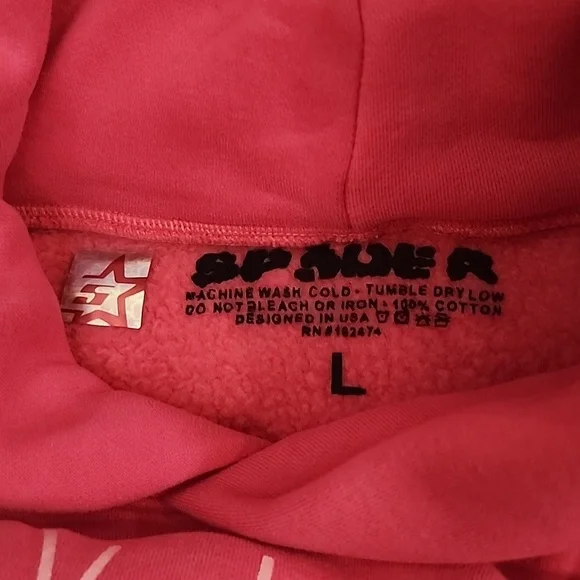 SP5DER
MACHINE WASH COLD - TUMBLE DRY LOW
DO NOT BLEACH OR IRON - 100% COTTON
DESIGNED IN USA
RN#162474
L